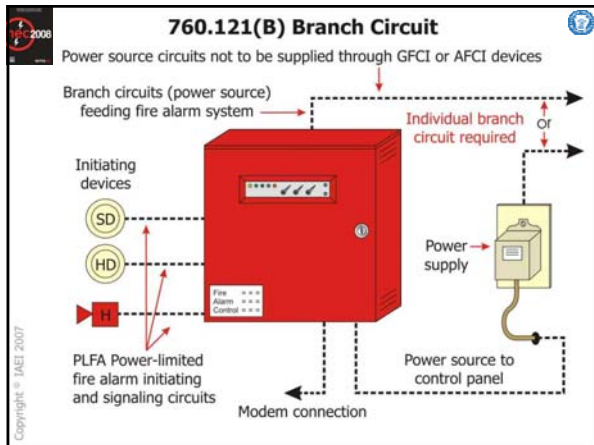 nec2008
760.121(B) Branch Circuit
Power source circuits not to be supplied through GFCI or AFCI devices
Branch circuits (power source)
feeding fire alarm system
Individual branch
circuit required
or
Initiating
devices
SD
HD
H
Fire
Alarm
Control
Power
supply
PLFA Power-limited
fire alarm initiating
and signaling circuits
Modem connection
Power source to
control panel
Copyright © IAEI 2007